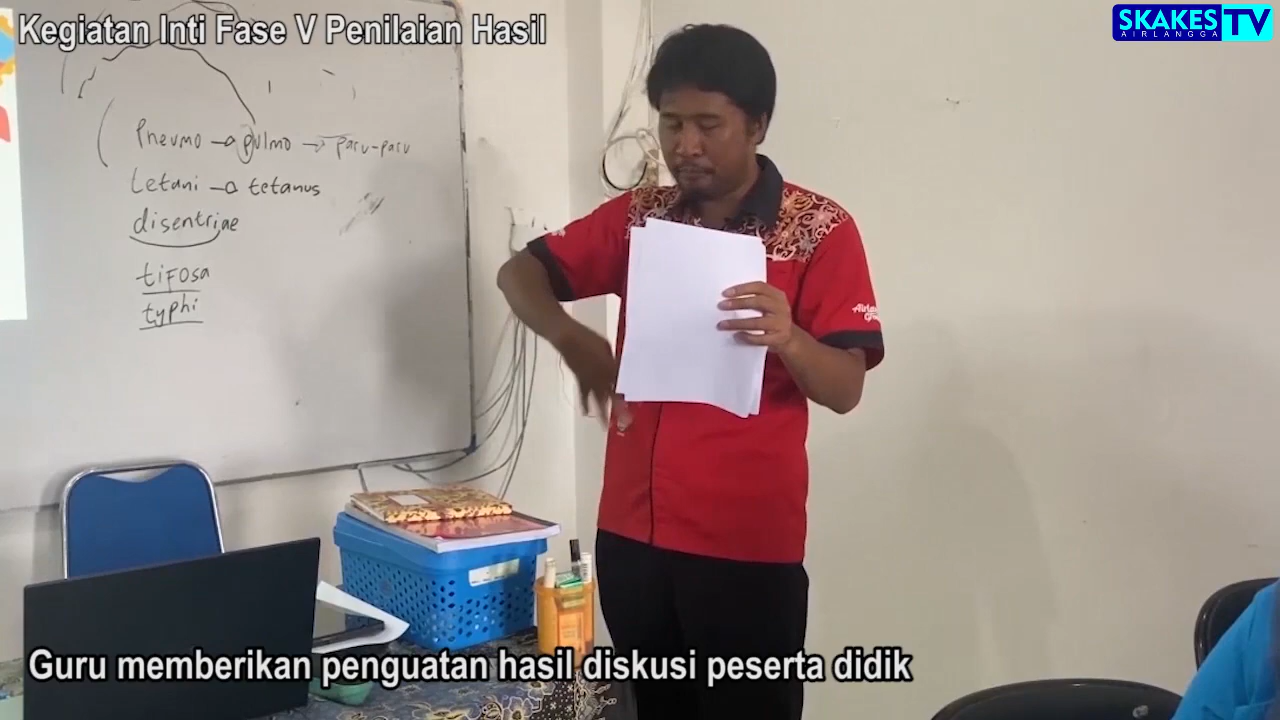 Kegiatan Inti Fase V Penilaian Hasil
SKAKES TV
AIRLANGGA
Pneumo → pulmo → paru-paru
tetani → tetanus
disentriae
tifosa
typhi
Guru memberikan penguatan hasil diskusi peserta didik